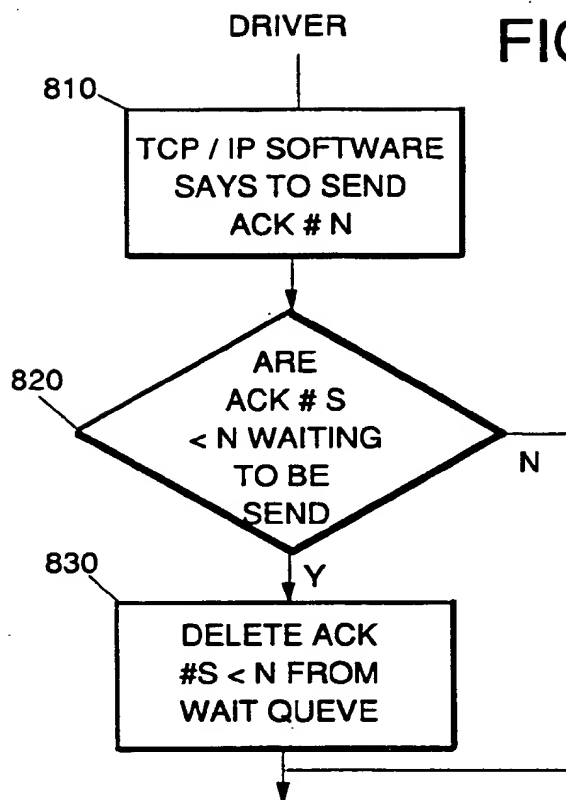 DRIVER
FIG
810
TCP / IP SOFTWARE
SAYS TO SEND
ACK # N
820
ARE
ACK # S
< N WAITING
TO BE
SEND
N
Y
830
DELETE ACK
#S < N FROM
WAIT QUEVE